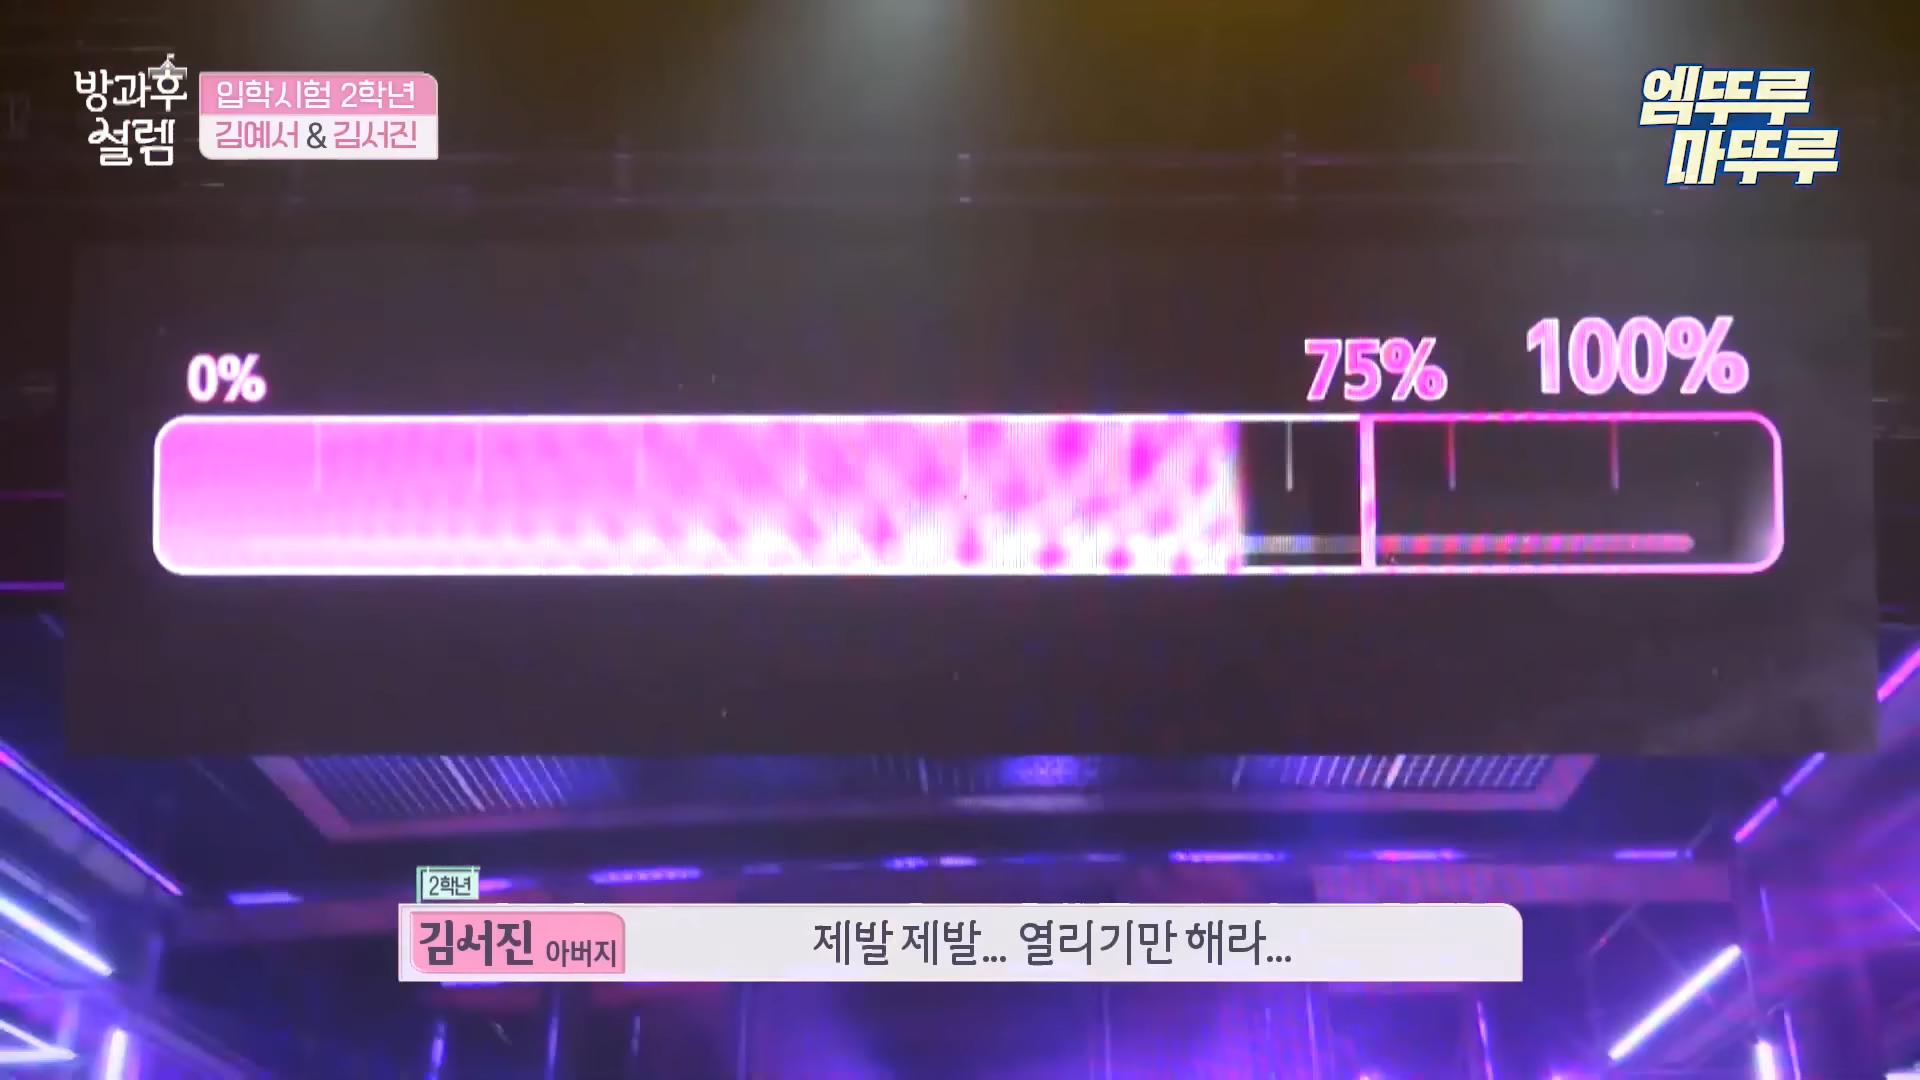 방과후
설렘
입학시험 2학년
김예서 & 김서진
엠뚜루
마뚜루
0%
75%
100%
2학년
김서진 아버지
제발 제발... 열리기만 해라...